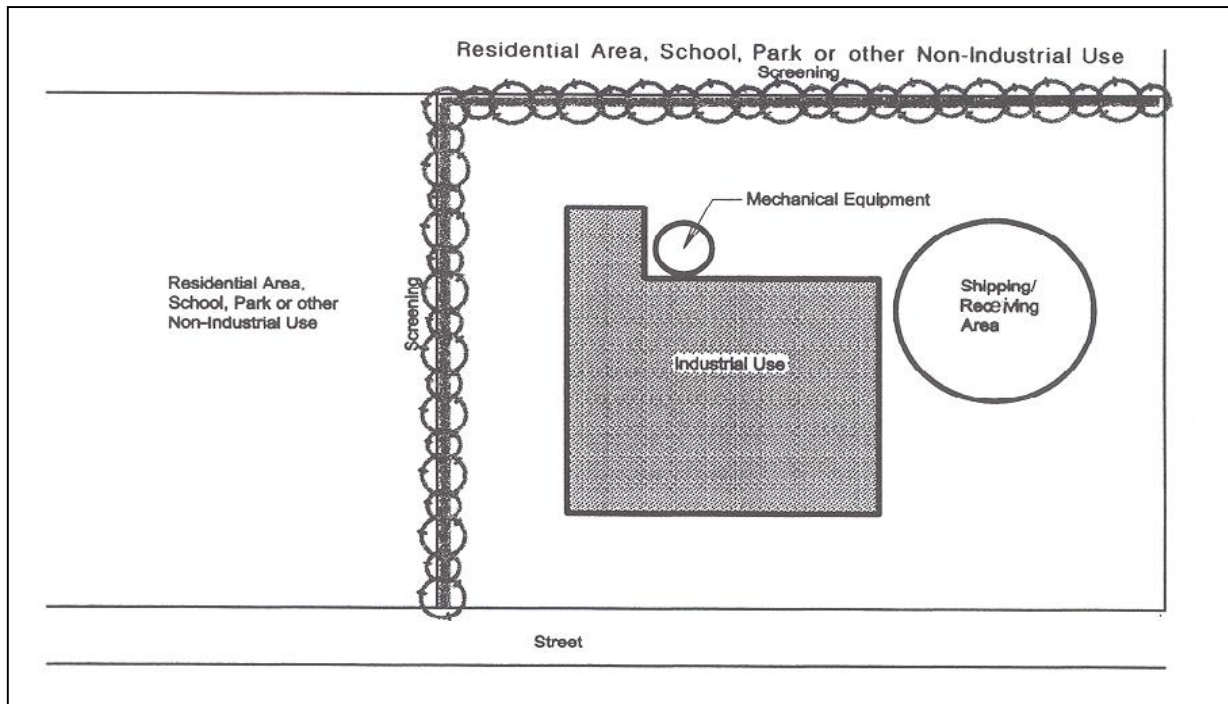 Residential Area, School, Park or other Non-Industrial Use
Screening
Mechanical Equipment
Residential Area,
School, Park or other
Non-Industrial Use
Screening
Shipping/
Receiving
Area
Industrial Use
Street